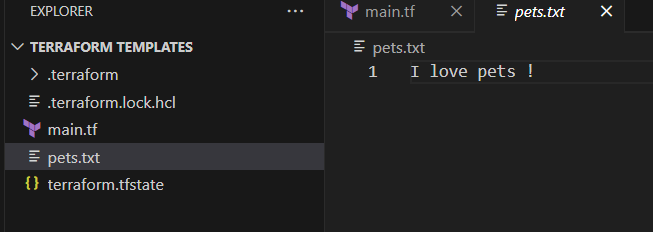 EXPLORER
···
TERRAFORM TEMPLATES
.terraform
.terraform.lock.hcl
main.tf
pets.txt
{} terraform.tfstate
main.tf
pets.txt
pets.txt
1 I love pets !